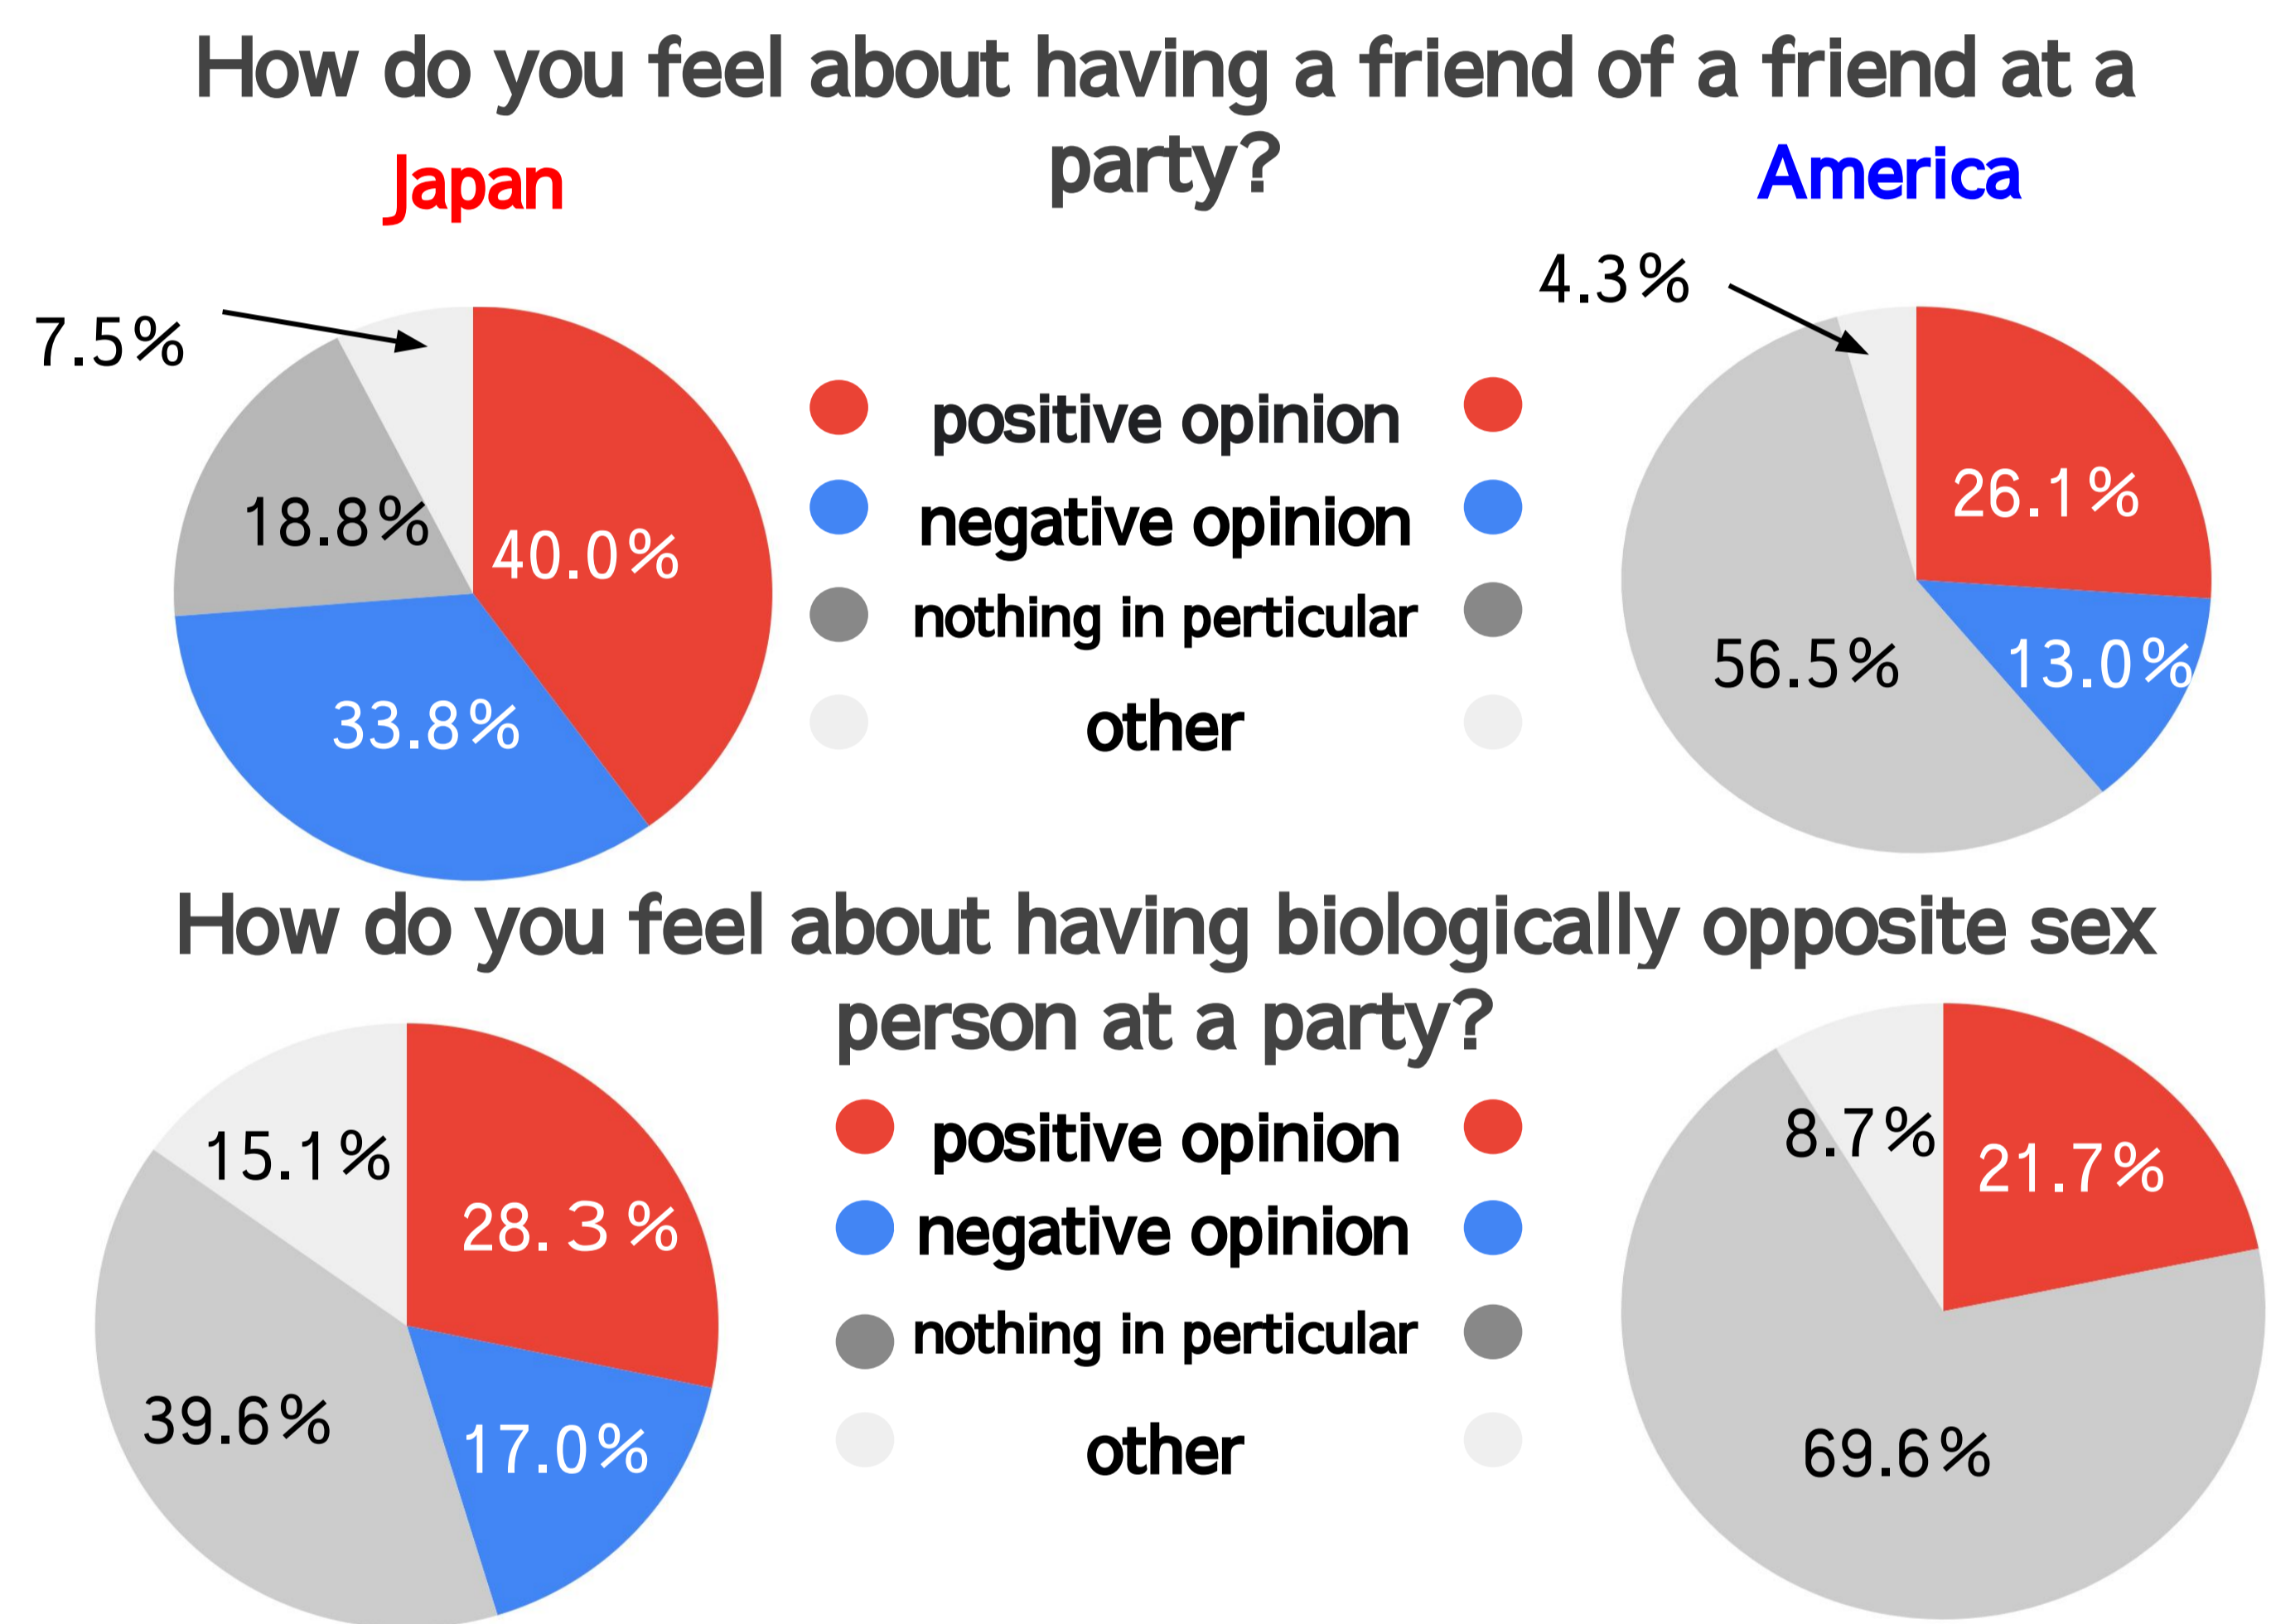 How do you feel about having a friend of a friend at a
party?
Japan
America
7.5%
4.3%
18.8%
40.0%
33.8%
positive opinion
negative opinion
nothing in perticular
other
26.1%
56.5%
13.0%
How do you feel about having biologically opposite sex
person at a party?
15.1%
28.3%
39.6%
17.0%
positive opinion
negative opinion
nothing in perticular
other
8.7%
21.7%
69.6%